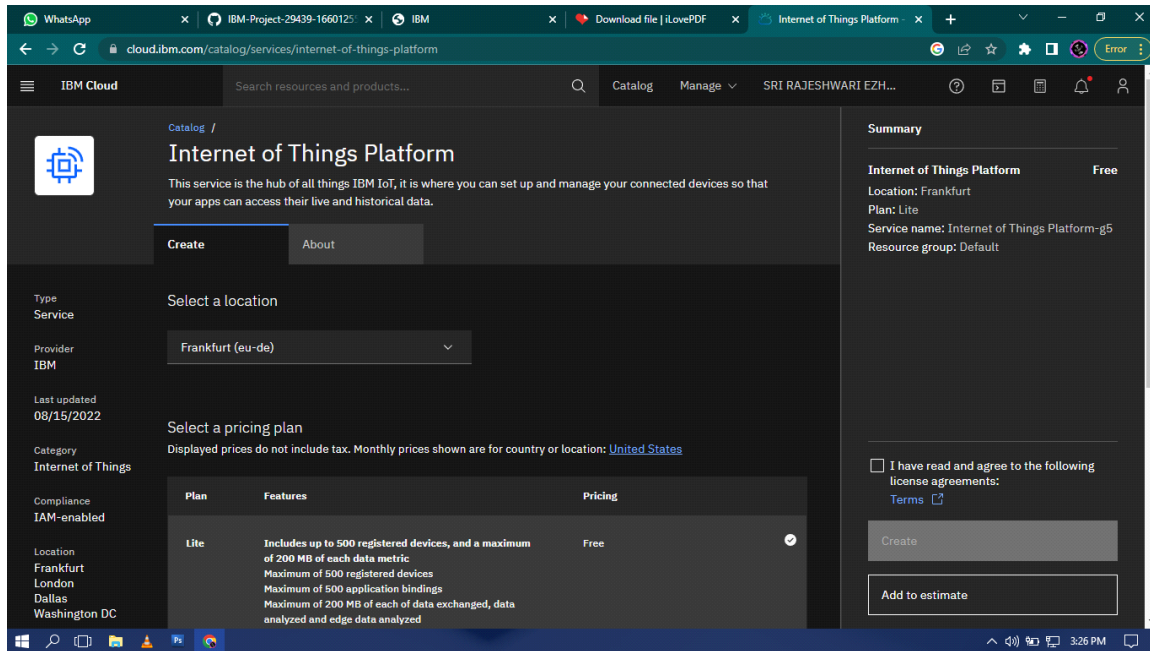 WhatsApp
IBM-Project-29439-1660125
IBM
Download file | iLovePDF
Internet of Things Platform -
cloud.ibm.com/catalog/services/internet-of-things-platform
Error
IBM Cloud
Search resources and products...
Catalog
Manage
SRI RAJESHWARI EZH...
Catalog /
Internet of Things Platform
This service is the hub of all things IBM IoT, it is where you can set up and manage your connected devices so that
your apps can access their live and historical data.
Create
About
Type
Service
Provider
IBM
Last updated
08/15/2022
Category
Internet of Things
Compliance
IAM-enabled
Location
Frankfurt
London
Dallas
Washington DC
Select a location
Frankfurt (eu-de)
Select a pricing plan
Displayed prices do not include tax. Monthly prices shown are for country or location: United States
Plan Features Pricing
Lite Includes up to 500 registered devices, and a maximum Free
of 200 MB of each data metric
Maximum of 500 registered devices
Maximum of 500 application bindings
Maximum of 200 MB of each of data exchanged, data
analyzed and edge data analyzed
Summary
Internet of Things Platform Free
Location: Frankfurt
Plan: Lite
Service name: Internet of Things Platform-g5
Resource group: Default
I have read and agree to the following
license agreements:
Terms
Create
Add to estimate
Ps
3:26 PM